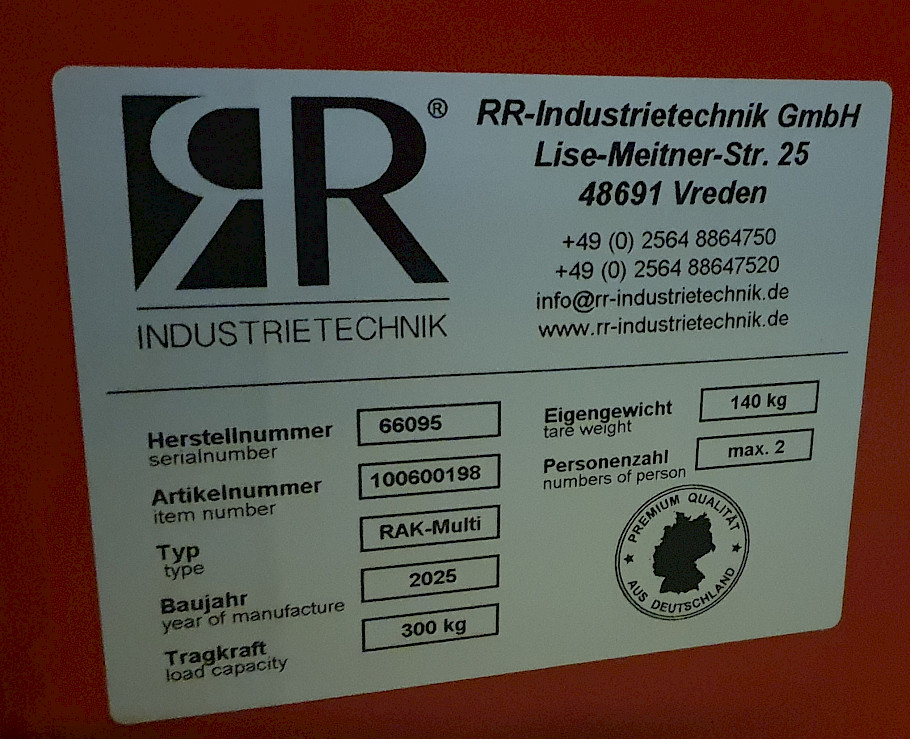 RR®
INDUSTRIETECHNIK
RR-Industrietechnik GmbH
Lise-Meitner-Str. 25
48691 Vreden
+49 (0) 2564 8864750
+49 (0) 2564 88647520
info@rr-industrietechnik.de
www.rr-industrietechnik.de
Herstellnummer 66095
serialnumber
Artikelnummer 100600198
item number
Typ RAK-Multi
type
Baujahr 2025
year of manufacture
Tragkraft 300 kg
load capacity
Eigengewicht 140 kg
tare weight
Personenzahl max. 2
numbers of person
PREMIUM QUALITÄT
AUS DEUTSCHLAND